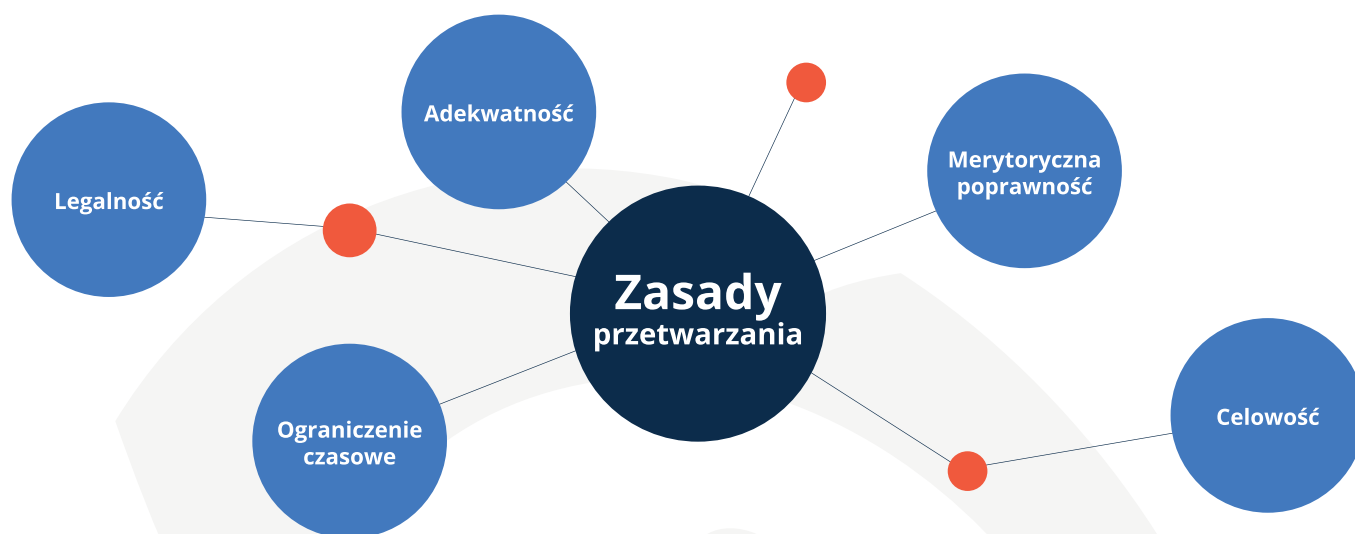 Adekwatność
Legalność
Merytoryczna
poprawność
Zasady
przetwarzania
Celowość
Ograniczenie
czasowe